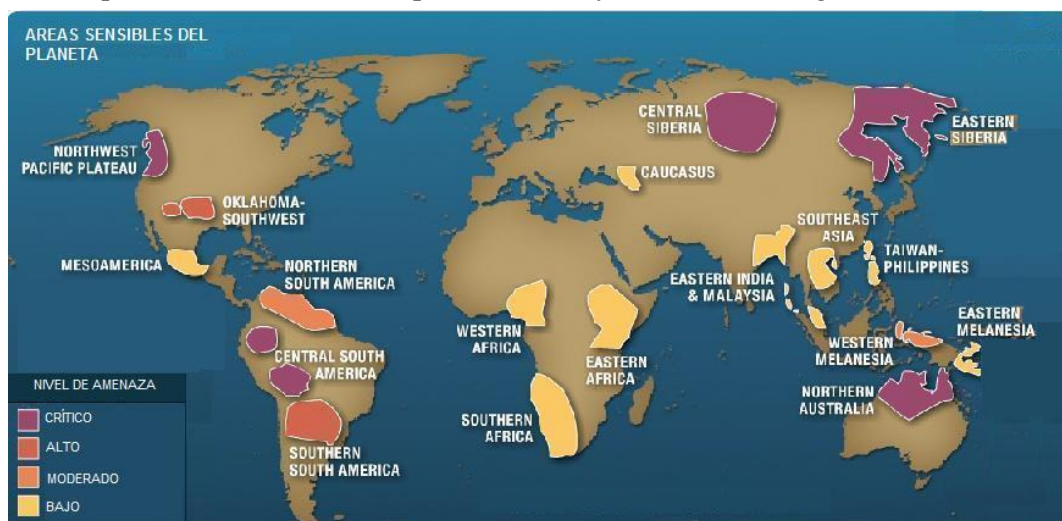 AREAS SENSIBLES DEL
PLANETA
NORTHWEST
PACIFIC PLATEAU
OKLAHOMA-
SOUTHWEST
MESOAMERICA
NORTHERN
SOUTH AMERICA
CENTRAL SOUTH
AMERICA
SOUTHERN
SOUTH AMERICA
CENTRAL
SIBERIA
EASTERN
SIBERIA
CAUCASUS
SOUTHEAST
ASIA
TAIWAN-
PHILIPPINES
EASTERN INDIA
& MALAYSIA
WESTERN
AFRICA
EASTERN
AFRICA
SOUTHERN
AFRICA
EASTERN
MELANESIA
WESTERN
MELANESIA
NORTHERN
AUSTRALIA
NIVEL DE AMENAZA
CRÍTICO
ALTO
MODERADO
BAJO